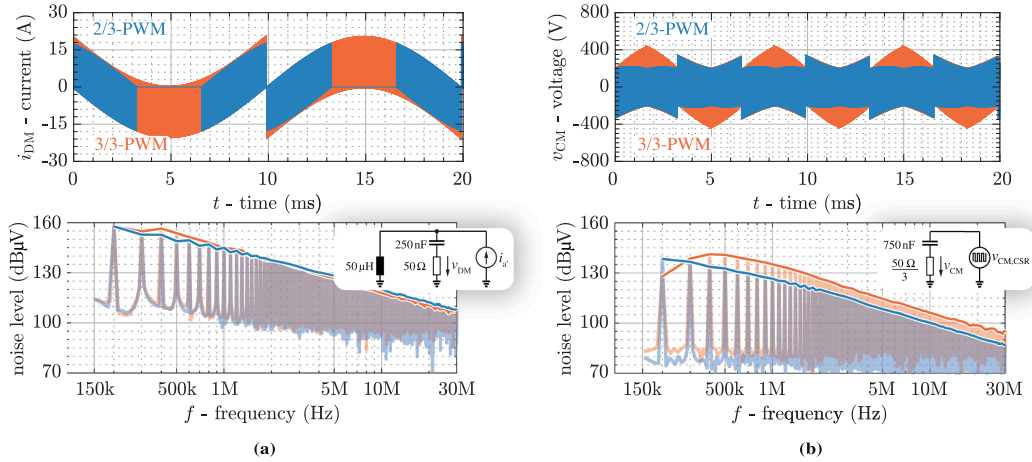 30
15
0
-15
-30
i_DM - current (A)
2/3-PWM
3/3-PWM
0
5
10
15
20
t - time (ms)
800
400
0
-400
-800
v_CM - voltage (V)
2/3-PWM
3/3-PWM
0
5
10
15
20
t - time (ms)
160
130
100
70
noise level (dBµV)
50 µH
250 nF
50 Ω
v_DM
i_a'
150k
500k
1M
5M
10M
30M
f - frequency (Hz)
160
130
100
70
noise level (dBµV)
750 nF
50 Ω
3
v_CM
v_CM,CSR
150k
500k
1M
5M
10M
30M
f - frequency (Hz)
(a)
(b)